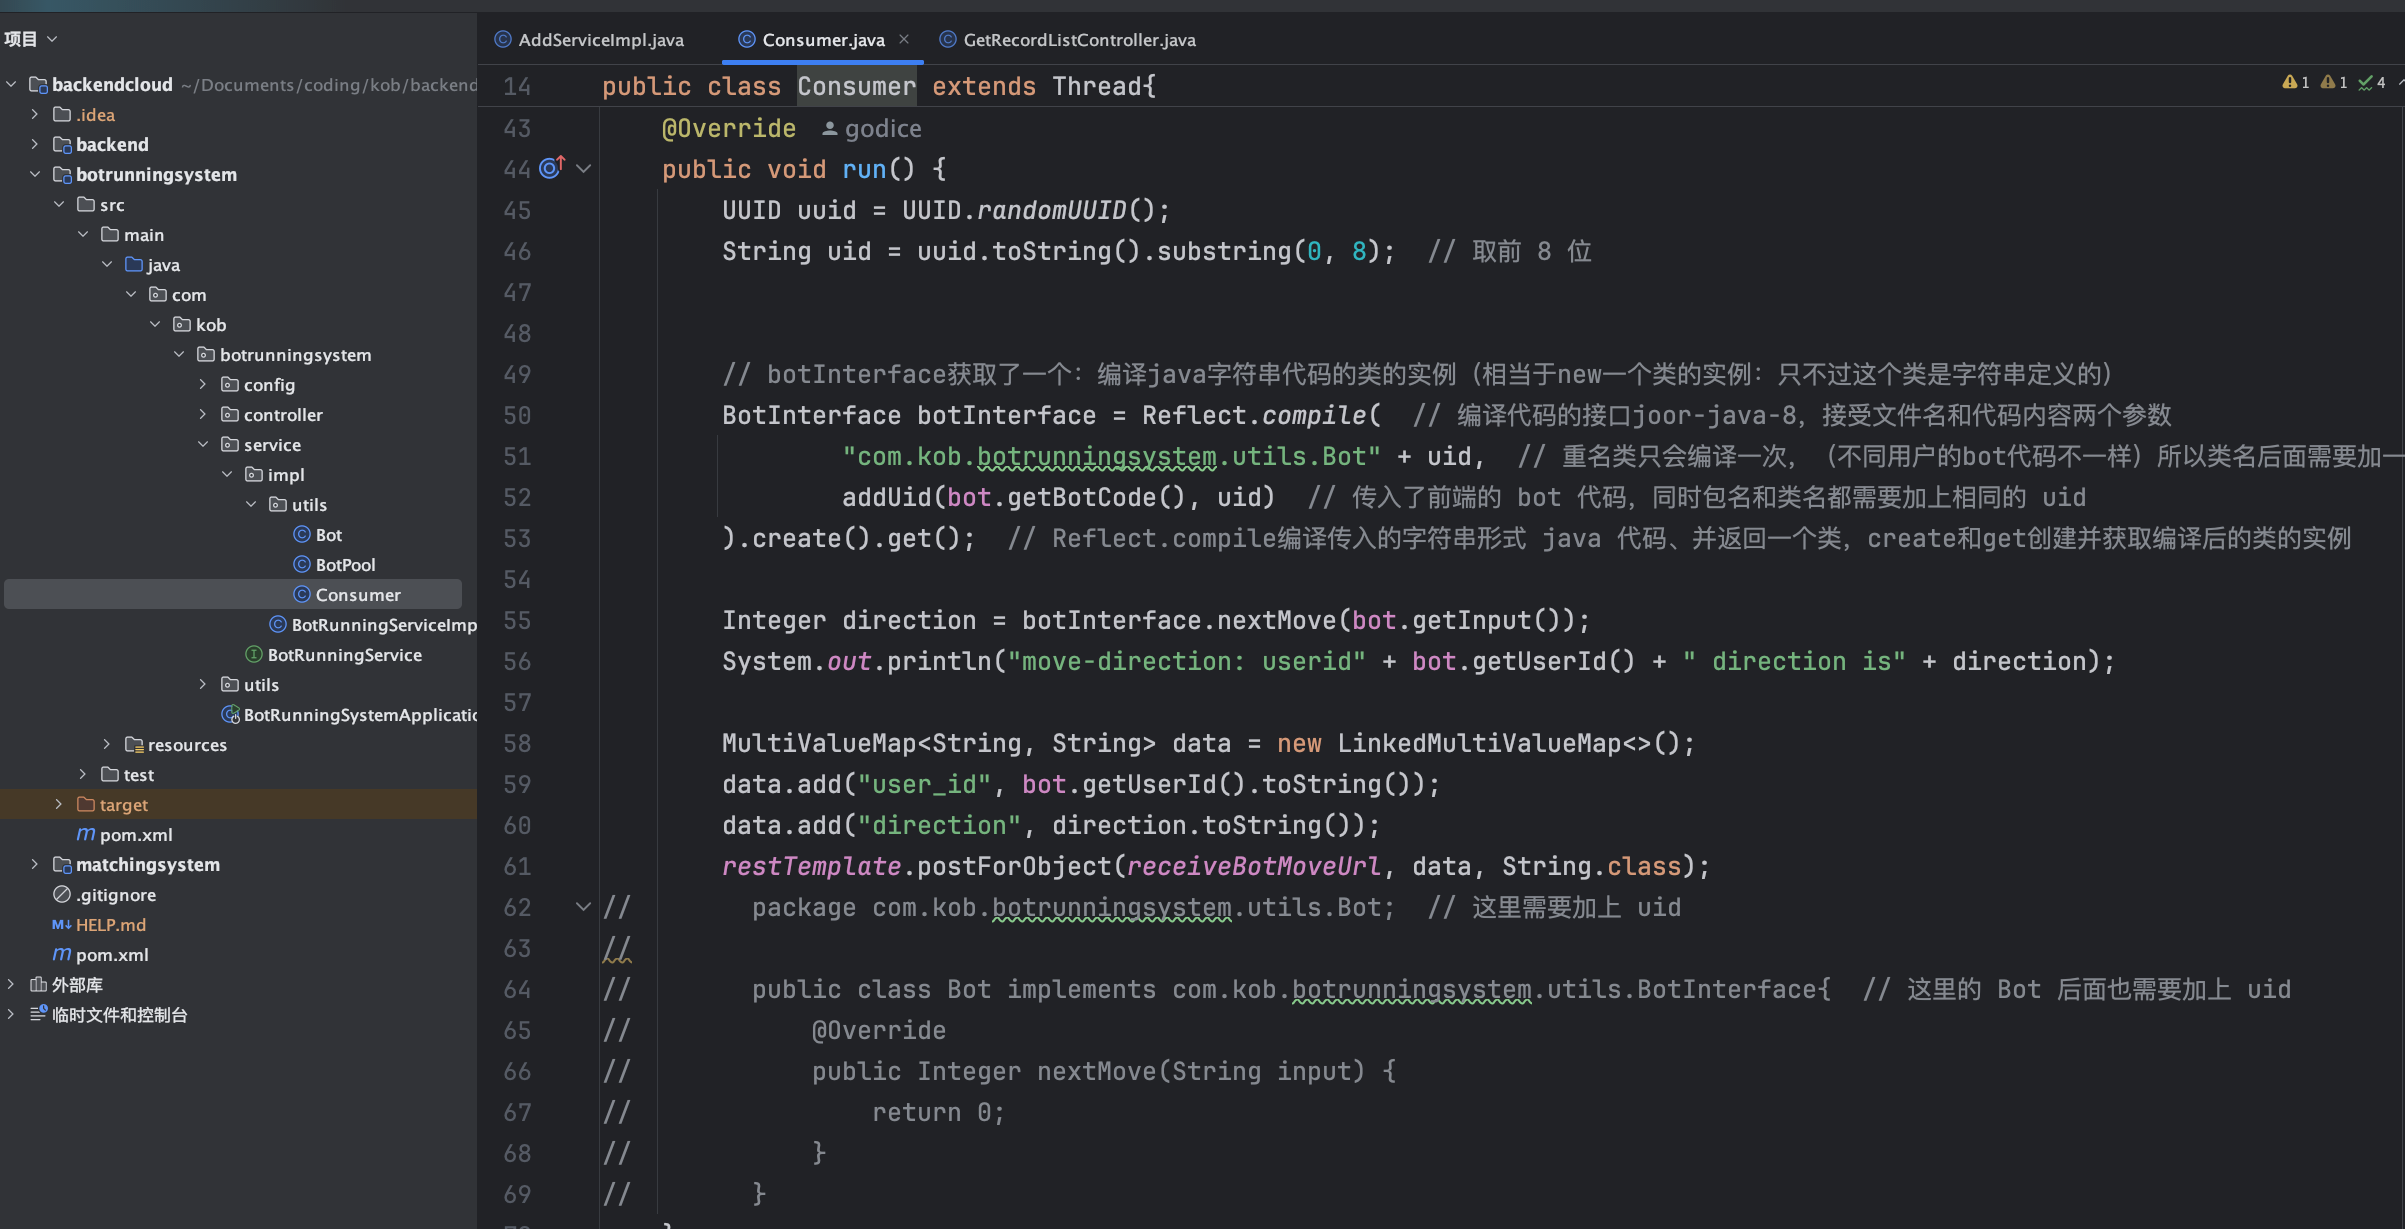 项目
backendcloud ~/Documents/coding/kob/backend
.idea
backend
botrunningsystem
src
main
java
com
kob
botrunningsystem
config
controller
service
impl
utils
Bot
BotPool
Consumer
BotRunningServiceImp
BotRunningService
utils
BotRunningSystemApplicatio
resources
test
target
pom.xml
matchingsystem
.gitignore
HELP.md
pom.xml
外部库
临时文件和控制台
AddServiceImpl.java Consumer.java GetRecordListController.java
14 public class Consumer extends Thread{ 1 1 4
43 @Override godice
44 public void run() {
45 UUID uuid = UUID.randomUUID();
46 String uid = uuid.toString().substring(0, 8); // 取前 8 位
47
48
49 // botInterface获取了一个：编译java字符串代码的类的实例（相当于new一个类的实例：只不过这个类是字符串定义的）
50 BotInterface botInterface = Reflect.compile( // 编译代码的接口joor-java-8，接受文件名和代码内容两个参数
51 "com.kob.botrunningsystem.utils.Bot" + uid, // 重名类只会编译一次，（不同用户的bot代码不一样）所以类名后面需要加一
52 addUid(bot.getBotCode(), uid) // 传入了前端的 bot 代码，同时包名和类名都需要加上相同的 uid
53 ).create().get(); // Reflect.compile编译传入的字符串形式 java 代码、并返回一个类，create和get创建并获取编译后的类的实例
54
55 Integer direction = botInterface.nextMove(bot.getInput());
56 System.out.println("move-direction: userid" + bot.getUserId() + " direction is" + direction);
57
58 MultiValueMap<String, String> data = new LinkedMultiValueMap<>();
59 data.add("user_id", bot.getUserId().toString());
60 data.add("direction", direction.toString());
61 restTemplate.postForObject(receiveBotMoveUrl, data, String.class);
62 // package com.kob.botrunningsystem.utils.Bot; // 这里需要加上 uid
63 //
64 // public class Bot implements com.kob.botrunningsystem.utils.BotInterface{ // 这里的 Bot 后面也需要加上 uid
65 // @Override
66 // public Integer nextMove(String input) {
67 // return 0;
68 // }
69 // }